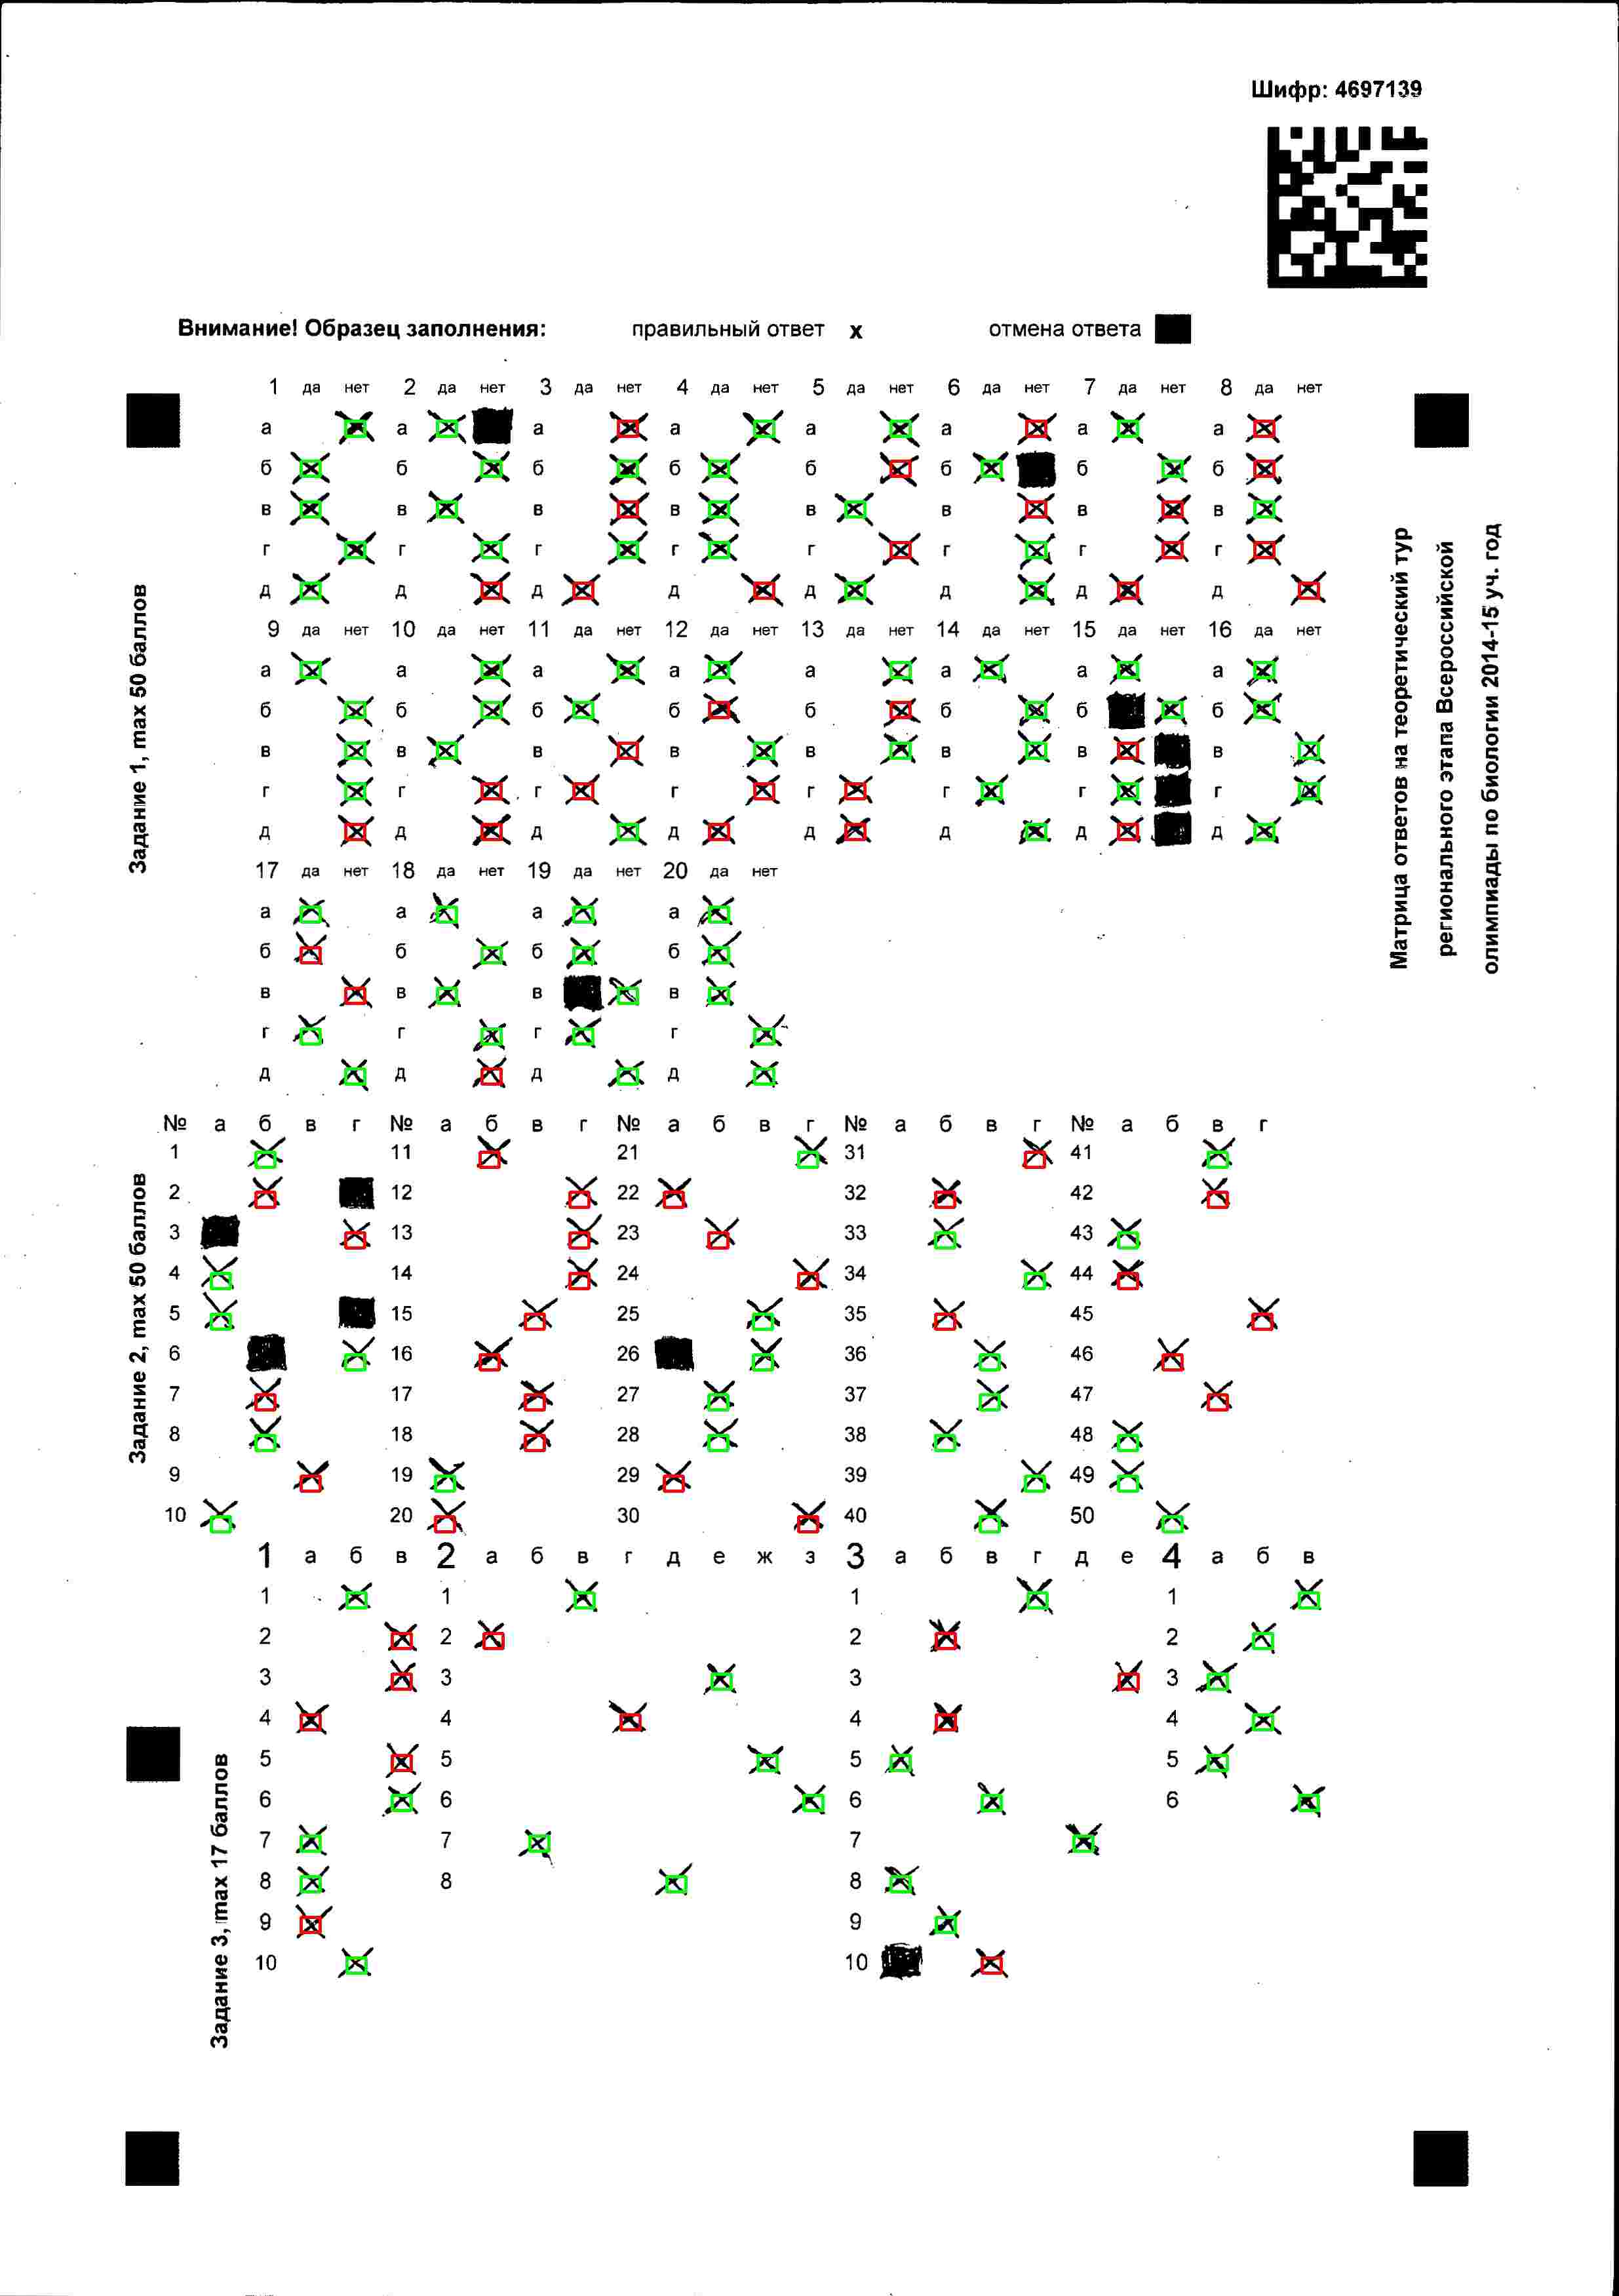 Шифр: 4697139
Внимание! Образец заполнения: правильный ответ х отмена ответа
1 да нет 2 да нет 3 да нет 4 да нет 5 да нет 6 да нет 7 да нет 8 да нет
а а а а а а а а
б б б б б б б б
в в в в в в в в
г г г г г г г г
д д д д д д д д
9 да нет 10 да нет 11 да нет 12 да нет 13 да нет 14 да нет 15 да нет 16 да нет
а а а а а а а а
б б б б б б б б
в в в в в в в в
г г г г г г г г
д д д д д д д д
17 да нет 18 да нет 19 да нет 20 да нет
а а а а
б б б б
в в в в
г г г г
д д д д
Задание 1, max 50 баллов
Матрица ответов на теоретический тур
регионального этапа Всероссийской
олимпиады по биологии 2014-15 уч. год
№ а б в г № а б в г № а б в г № а б в г № а б в г
1 11 21 31 41
2 12 22 32 42
3 13 23 33 43
4 14 24 34 44
5 15 25 35 45
6 16 26 36 46
7 17 27 37 47
8 18 28 38 48
9 19 29 39 49
10 20 30 40 50
Задание 2, max 50 баллов
1 а б в 2 а б в г д е ж з 3 а б в г д е 4 а б в
1 1 1 1
2 2 2 2
3 3 3 3
4 4 4 4
5 5 5 5
6 6 6 6
7 7 7
8 8 8
9 9
10 10
Задание 3, max 17 баллов